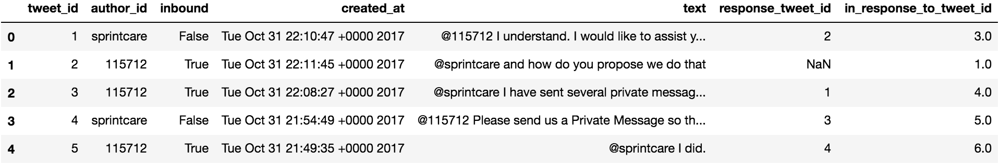 tweet_id author_id inbound created_at text response_tweet_id in_response_to_tweet_id
0 1 sprintcare False Tue Oct 31 22:10:47 +0000 2017 @115712 I understand. I would like to assist y... 2 3.0
1 2 115712 True Tue Oct 31 22:11:45 +0000 2017 @sprintcare and how do you propose we do that NaN 1.0
2 3 115712 True Tue Oct 31 22:08:27 +0000 2017 @sprintcare I have sent several private messag... 1 4.0
3 4 sprintcare False Tue Oct 31 21:54:49 +0000 2017 @115712 Please send us a Private Message so th... 3 5.0
4 5 115712 True Tue Oct 31 21:49:35 +0000 2017 @sprintcare I did. 4 6.0